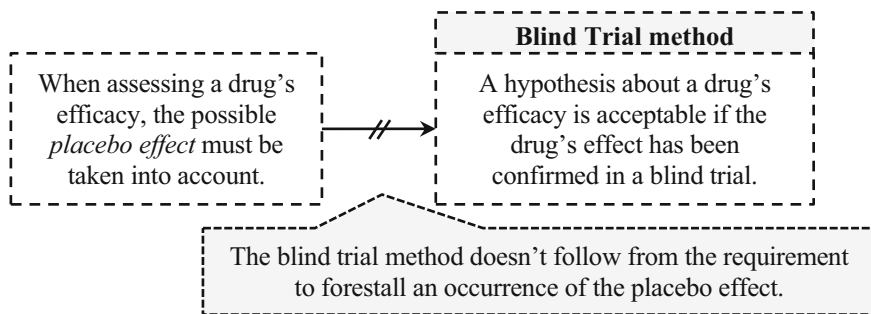 When assessing a drug’s
efficacy, the possible
placebo effect must be
taken into account.
Blind Trial method
A hypothesis about a drug’s
efficacy is acceptable if the
drug’s effect has been
confirmed in a blind trial.
The blind trial method doesn’t follow from the requirement
to forestall an occurrence of the placebo effect.